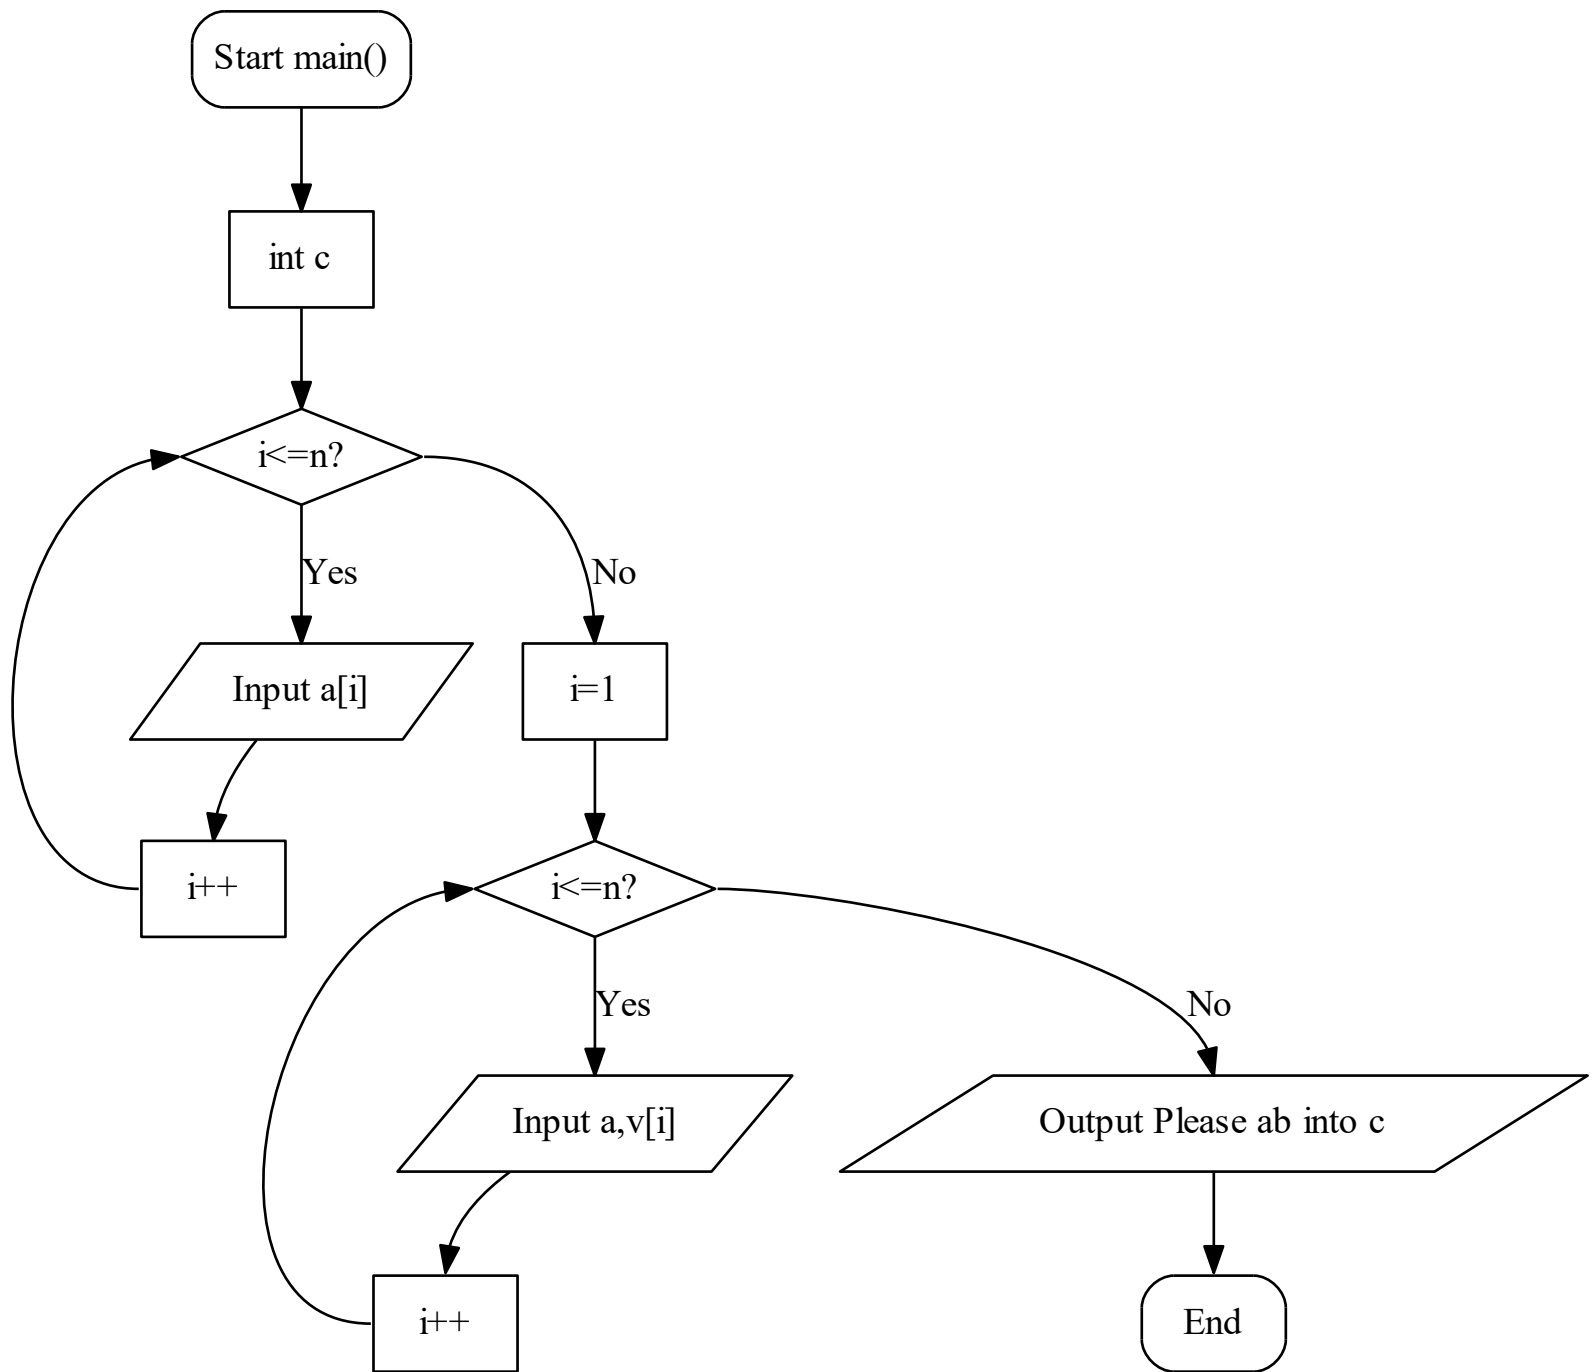 Start main()
int c
i<=n?
Yes
No
Input a[i]
i=1
i++
i<=n?
Yes
No
Input a,v[i]
Output Please ab into c
i++
End